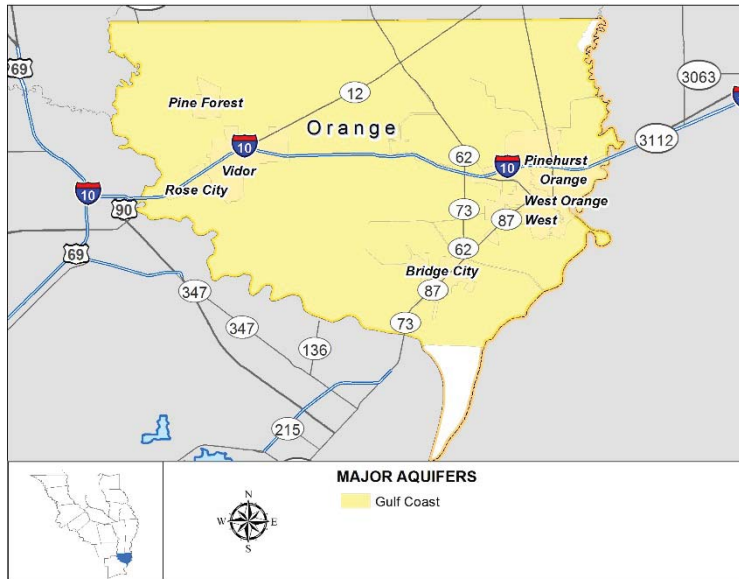 69
3063
12
Pine Forest
Orange
3112
10
62
10
Pinehurst
Vidor
Orange
Rose City
10
West Orange
90
73
87
West
69
62
Bridge City
347
87
347
73
136
215
MAJOR AQUIFERS
Gulf Coast
N
W
E
S